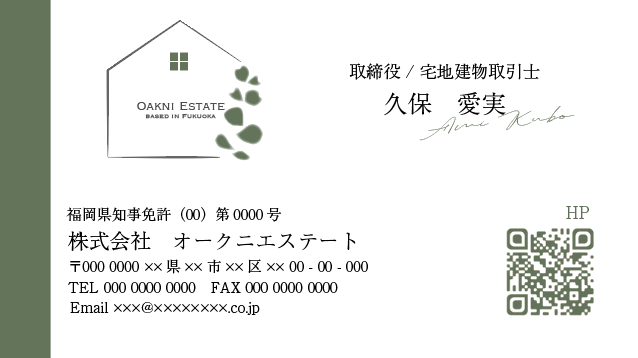 OAKNI ESTATE
BASED IN FUKUOKA
取締役 / 宅地建物取引士
久保　愛実
Ami Kubo
福岡県知事免許（00）第 0000 号
株式会社　オークニエステート
〒000 0000 ×× 県 ×× 市 ×× 区 ×× 00 - 00 - 000
TEL 000 0000 0000　FAX 000 0000 0000
Email ×××@××××××××.co.jp
HP